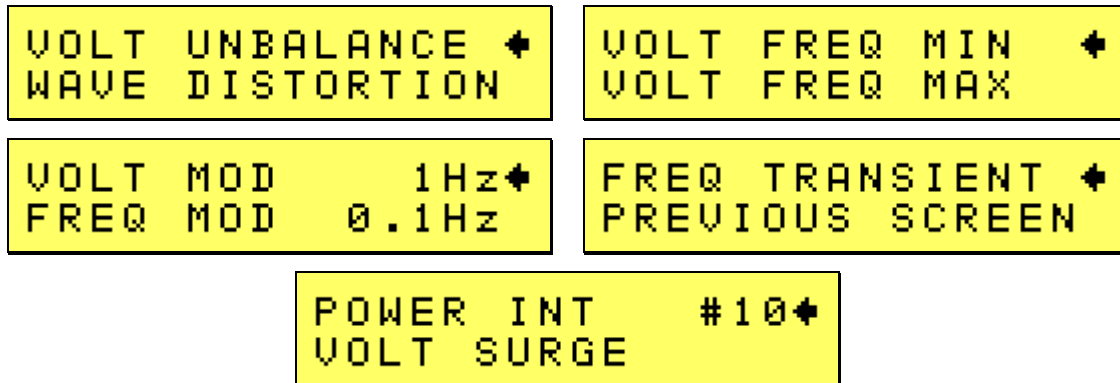 VOLT UNBALANCE
WAVE DISTORTION
VOLT FREQ MIN
VOLT FREQ MAX
VOLT MOD 1Hz
FREQ MOD 0.1Hz
FREQ TRANSIENT
PREVIOUS SCREEN
POWER INT #10
VOLT SURGE